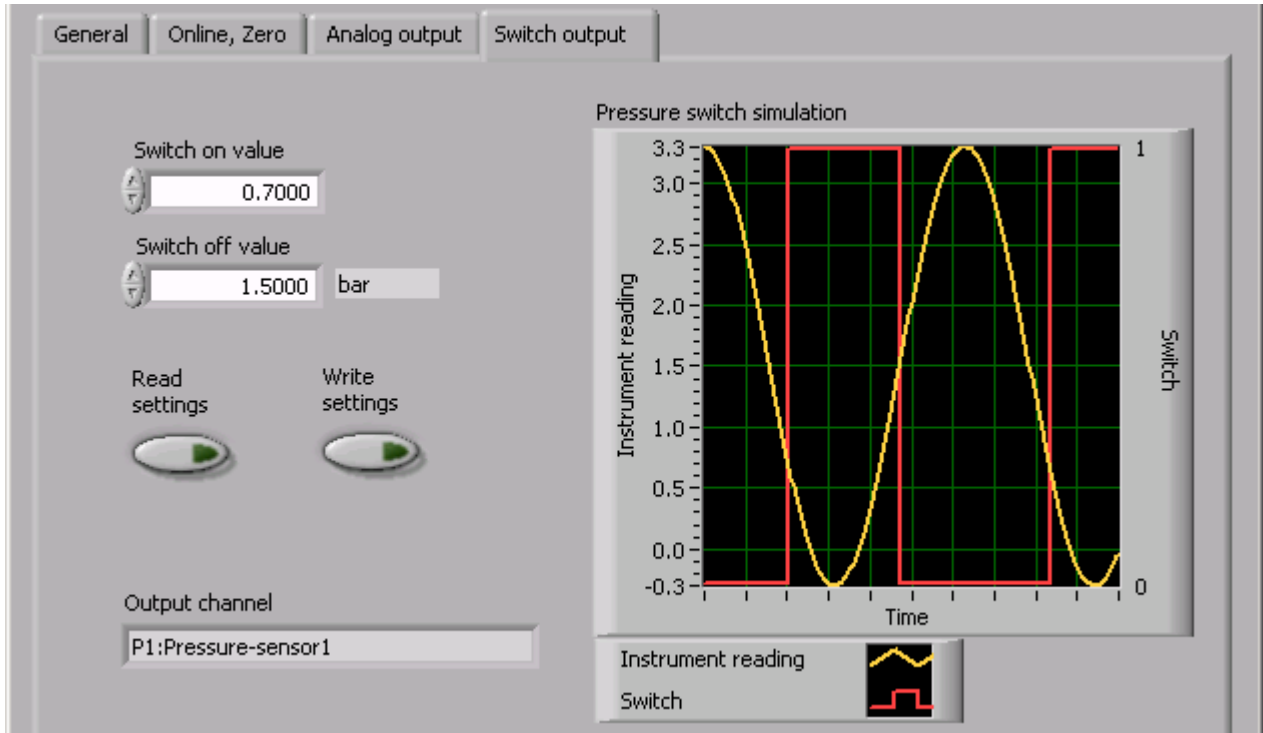 General Online, Zero Analog output Switch output
Pressure switch simulation
Switch on value
0.7000
Switch off value
1.5000 bar
Read
settings
Write
settings
Output channel
P1:Pressure-sensor1
3.3
3.0
2.5
2.0
1.5
1.0
0.5
0.0
-0.3
Instrument reading
1
0
Switch
Time
Instrument reading
Switch